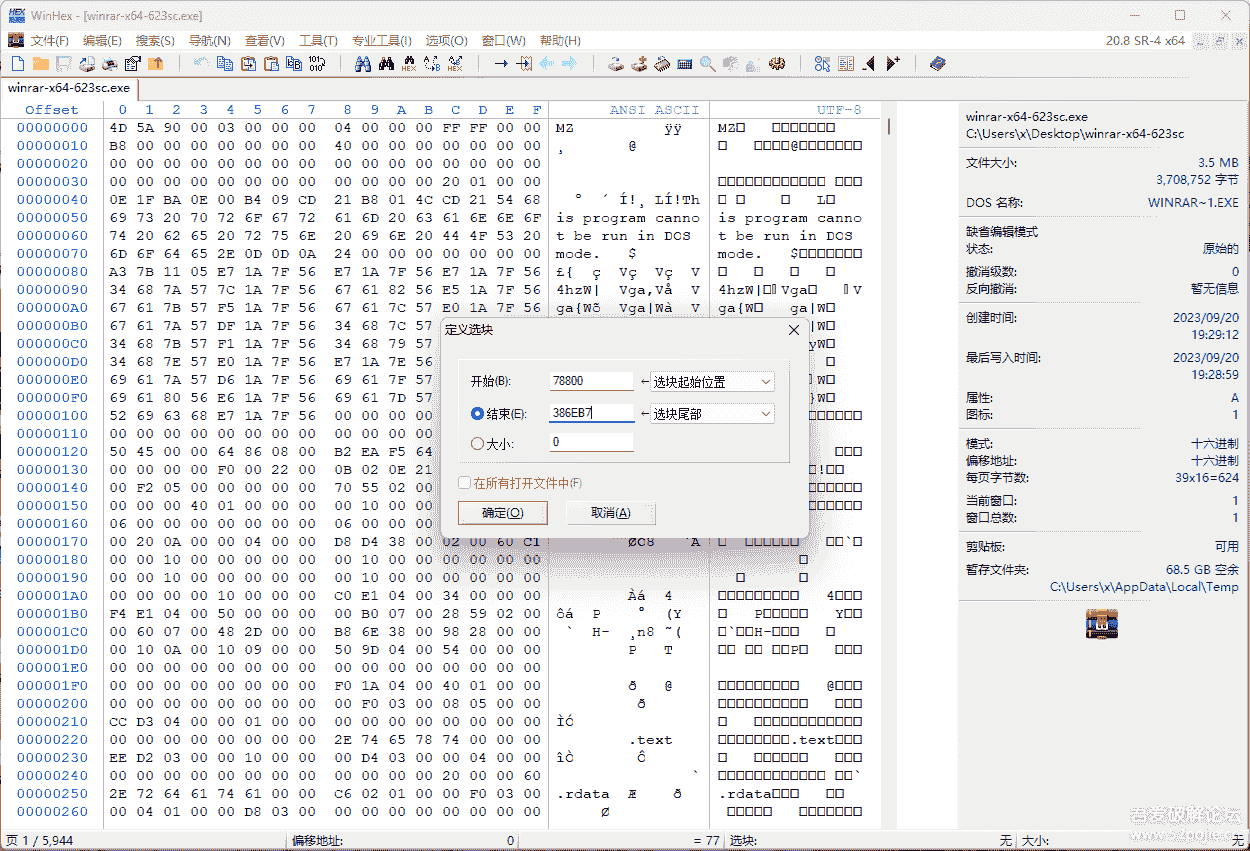 WinHex - [winrar-x64-623sc.exe]
文件(F) 编辑(E) 搜索(S) 导航(N) 查看(V) 工具(T) 专业工具(I) 选项(O) 窗口(W) 帮助(H) 20.8 SR-4 x64
winrar-x64-623sc.exe
Offset 0 1 2 3 4 5 6 7 8 9 A B C D E F ANSI ASCII UTF-8
00000000 4D 5A 90 00 03 00 00 00 04 00 00 00 FF FF 00 00 MZ ÿÿ MZ
00000010 B8 00 00 00 00 00 00 00 40 00 00 00 00 00 00 00 ¸ @ @
00000020 00 00 00 00 00 00 00 00 00 00 00 00 00 00 00 00
00000030 00 00 00 00 00 00 00 00 00 00 00 00 20 01 00 00
00000040 0E 1F BA 0E 00 B4 09 CD 21 B8 01 4C CD 21 54 68 º ´ Í!¸ LÍ!Th L
00000050 69 73 20 70 72 6F 67 72 61 6D 20 63 61 6E 6E 6F is program canno is program canno
00000060 74 20 62 65 20 72 75 6E 20 69 6E 20 44 4F 53 20 t be run in DOS t be run in DOS
00000070 6D 6F 64 65 2E 0D 0D 0A 24 00 00 00 00 00 00 00 mode. $ mode. $
00000080 A3 7B 11 05 E7 1A 7F 56 E7 1A 7F 56 E7 1A 7F 56 £{ ç Vç Vç V
00000090 34 68 7A 57 7C 1A 7F 56 67 61 82 56 E5 1A 7F 56 4hzW| Vga‚Vå V 4hzW| Vga V
000000A0 67 61 7B 57 F5 1A 7F 56 67 61 7C 57 E0 1A 7F 56 ga{Wõ Vga|Wà V ga{W ga|W
000000B0 67 61 7A 57 DF 1A 7F 56 34 68 7C 57 |W
000000C0 34 68 7B 57 F1 1A 7F 56 34 68 79 57 yW
000000D0 34 68 7E 57 E0 1A 7F 56 E7 1A 7E 56
000000E0 69 61 7A 57 D6 1A 7F 56 69 61 7F 57 W
000000F0 69 61 80 56 E6 1A 7F 56 69 61 7D 57 }W
00000100 52 69 63 68 E7 1A 7F 56 00 00 00 00
00000110 00 00 00 00 00 00 00 00 00 00 00 00
00000120 50 45 00 00 64 86 08 00 B2 EA F5 64
00000130 00 00 00 00 F0 00 22 00 0B 02 0E 21 !
00000140 00 F2 05 00 00 00 00 00 70 55 02 00
00000150 00 00 00 40 01 00 00 00 00 10 00 00
00000160 06 00 00 00 00 00 00 00 06 00 00 00
00000170 00 20 0A 00 00 04 00 00 D8 D4 38 00 02 00 60 C1 ØÔ8 `Á `
00000180 00 00 10 00 00 00 00 00 00 10 00 00 00 00 00 00
00000190 00 00 10 00 00 00 00 00 00 10 00 00 00 00 00 00
000001A0 00 00 00 00 10 00 00 00 C0 E1 04 00 34 00 00 00 Àá 4 4
000001B0 F4 E1 04 00 50 00 00 00 00 B0 07 00 28 59 02 00 ôá P ° (Y P Y
000001C0 00 60 07 00 48 2D 00 00 B8 6E 38 00 98 28 00 00 ` H- ¸n8 ˜( ` H-
000001D0 00 10 0A 00 10 09 00 00 50 9D 04 00 54 00 00 00 P T P
000001E0 00 00 00 00 00 00 00 00 00 00 00 00 00 00 00 00
000001F0 00 00 00 00 00 00 00 00 F0 1A 04 00 40 01 00 00 ð @ @
00000200 00 00 00 00 00 00 00 00 00 F0 03 00 08 05 00 00 ð
00000210 CC D3 04 00 00 01 00 00 00 00 00 00 00 00 00 00 ÌÓ
00000220 00 00 00 00 00 00 00 00 2E 74 65 78 74 00 00 00 .text .text
00000230 EE D2 03 00 00 10 00 00 00 D4 03 00 00 04 00 00 îÒ Ô
00000240 00 00 00 00 00 00 00 00 00 00 00 00 20 00 00 60 ` `
00000250 2E 72 64 61 74 61 00 00 C6 02 01 00 00 F0 03 00 .rdata Æ ð .rdata
00000260 00 04 01 00 00 D8 03 00 00 00 00 00 00 00 00 00 Ø
定义选块
开始(B): 78800 ←选块起始位置
结束(E): 386EB7 ←选块尾部
大小: 0
在所有打开文件中(F)
确定(O) 取消(A)
winrar-x64-623sc.exe
C:\Users\x\Desktop\winrar-x64-623sc
文件大小: 3.5 MB
3,708,752 字节
DOS 名称: WINRAR~1.EXE
缺省编辑模式
状态: 原始的
撤消级数: 0
反向撤消: 暂无信息
创建时间: 2023/09/20
19:29:12
最后写入时间: 2023/09/20
19:28:59
属性: A
图标: 1
模式: 十六进制
偏移地址: 十六进制
每页字节数: 39x16=624
当前窗口: 1
窗口总数: 1
剪贴板: 可用
暂存文件夹: 68.5 GB 空余
C:\Users\x\AppData\Local\Temp
吾爱破解论坛
页 1 / 5,944 偏移地址: 0 = 77 选块: 无 大小: 无